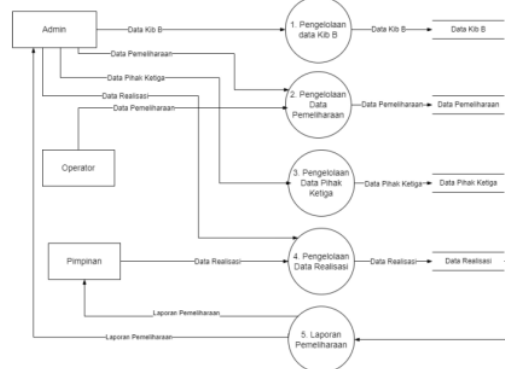 Admin
Data Kib B
1. Pengelolaan
data Kib B
Data Kib B
Data Kib B
Data Pemeliharaan
Data Pihak Ketiga
Data Realisasi
Data Pemeliharaan
2. Pengelolaan
Data
Pemeliharaan
Data Pemeliharaan
Data Pemeliharaan
Operator
3. Pengelolaan
Data Pihak
Ketiga
Data Pihak Ketiga
Data Pihak Ketiga
Pimpinan
Data Realisasi
4. Pengelolaan
Data Realisasi
Data Realisasi
Data Realisasi
Laporan Pemeliharaan
Laporan Pemeliharaan
5. Laporan
Pemeliharaan